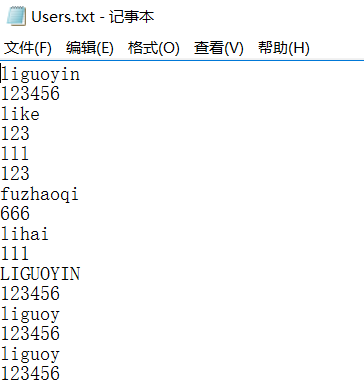 Users.txt - 记事本
文件(F) 编辑(E) 格式(O) 查看(V) 帮助(H)
liguoyin
123456
like
123
111
123
fuzhaoqi
666
lihai
111
LIGUOYIN
123456
liguoy
123456
liguoy
123456